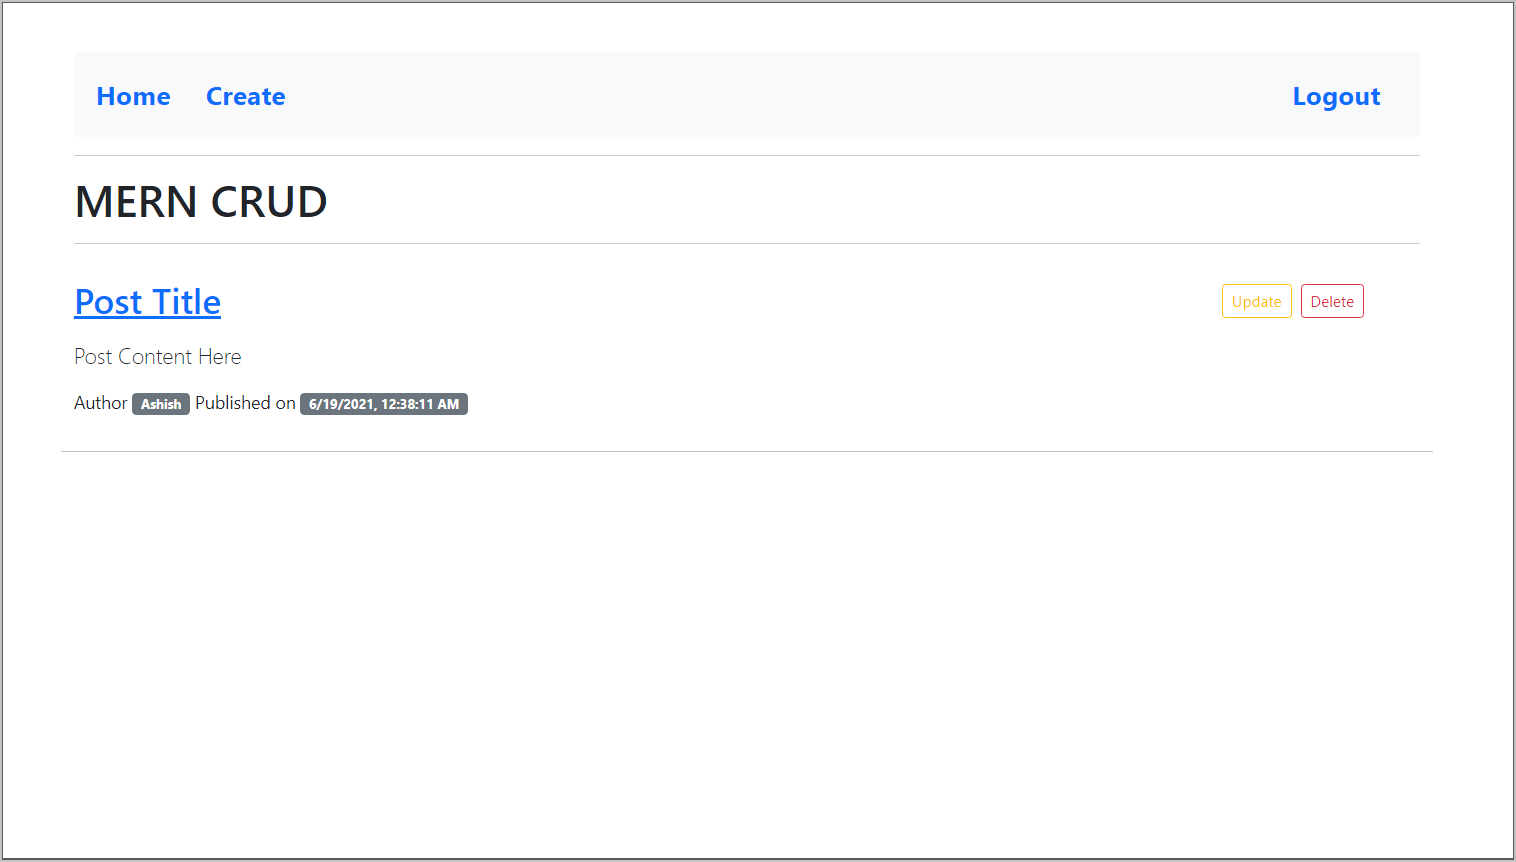 Home Create Logout
MERN CRUD
Post Title Update Delete
Post Content Here
Author Ashish Published on 6/19/2021, 12:38:11 AM